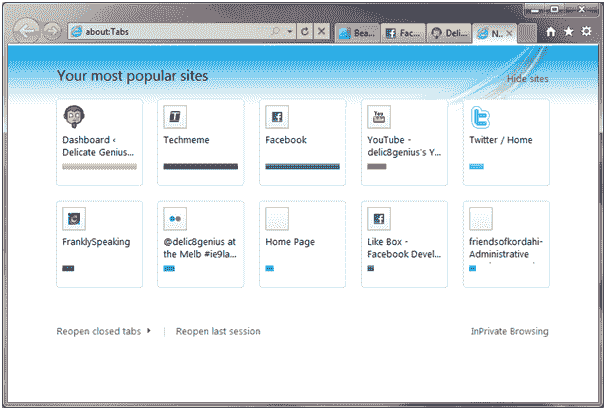 about:Tabs
Bea...
Fac...
Deli...
N...
Your most popular sites
Hide sites
Dashboard ‹
Delicate Genius...
Techmeme
Facebook
YouTube -
delic8genius's Y...
Twitter / Home
FranklySpeaking
@delic8genius at
the Melb #ie9la...
Home Page
Like Box -
Facebook Devel...
friendsofkordahi-
Administrative
Reopen closed tabs
Reopen last session
InPrivate Browsing